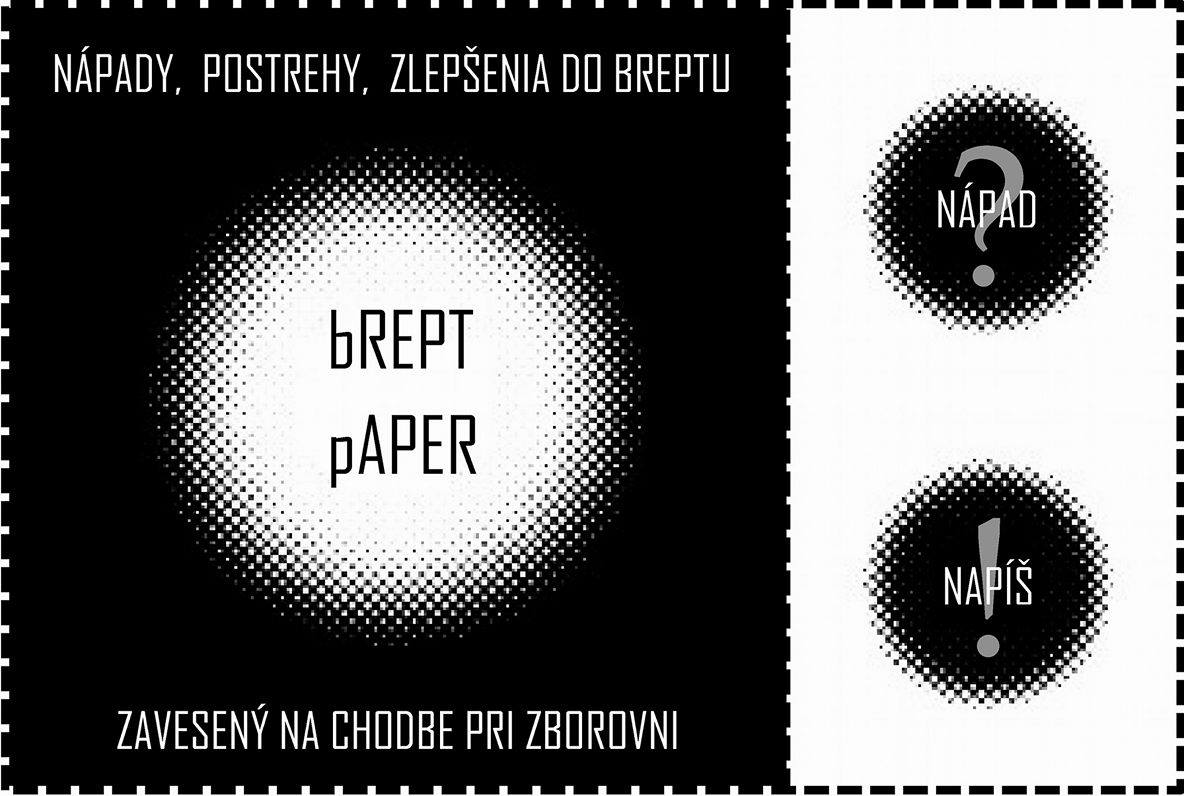 NÁPADY, POSTREHY, ZLEPŠENIA DO BREPTU
bREPT
pAPER
ZAVESENÝ NA CHODBE PRI ZBOROVNI
?
NÁPAD
!
NAPÍŠ